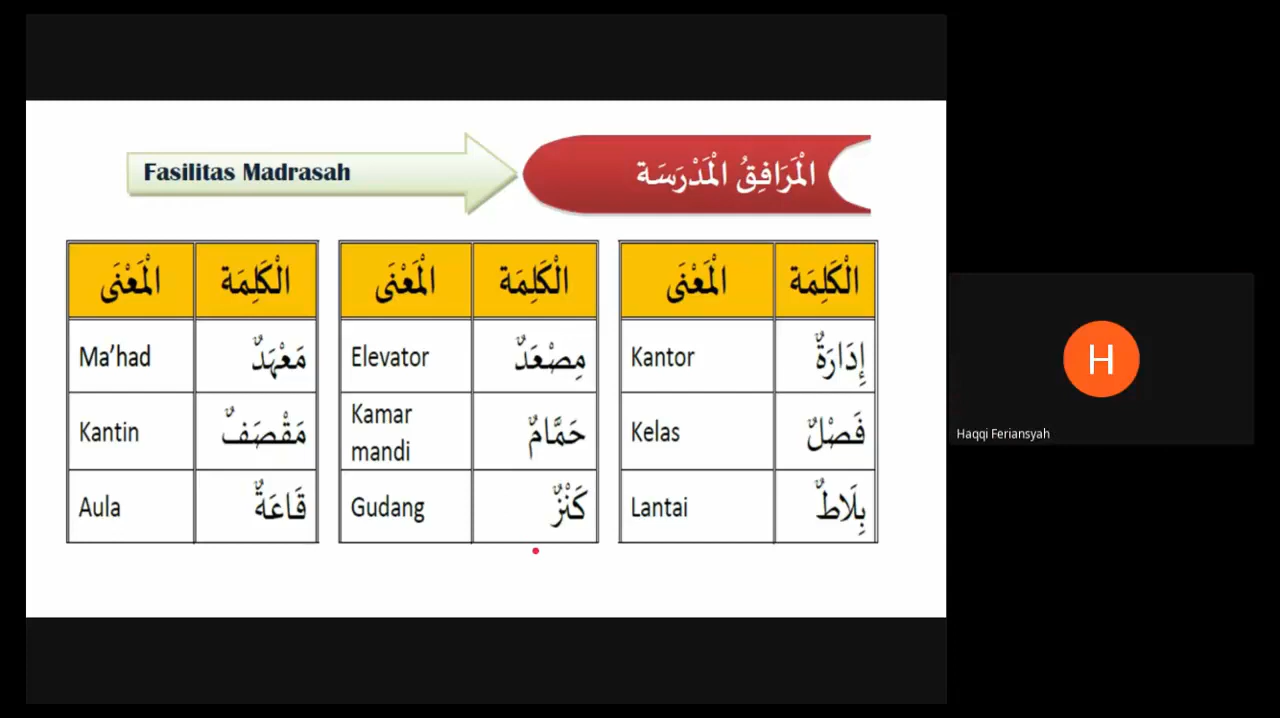 Fasilitas Madrasah
الْمَرَافِقُ الْمَدْرَسَة
الْكَلِمَة الْمَعْنَى
إِدَارَةٌ Kantor
فَصْلٌ Kelas
بِلَاطٌ Lantai
الْكَلِمَة الْمَعْنَى
مِصْعَدٌ Elevator
حَمَّامٌ Kamar
mandi
كَنْزٌ Gudang
الْكَلِمَة الْمَعْنَى
مَعْهَدٌ Ma’had
مَقْصَفٌ Kantin
قَاعَةٌ Aula
H
Haqqi Feriansyah